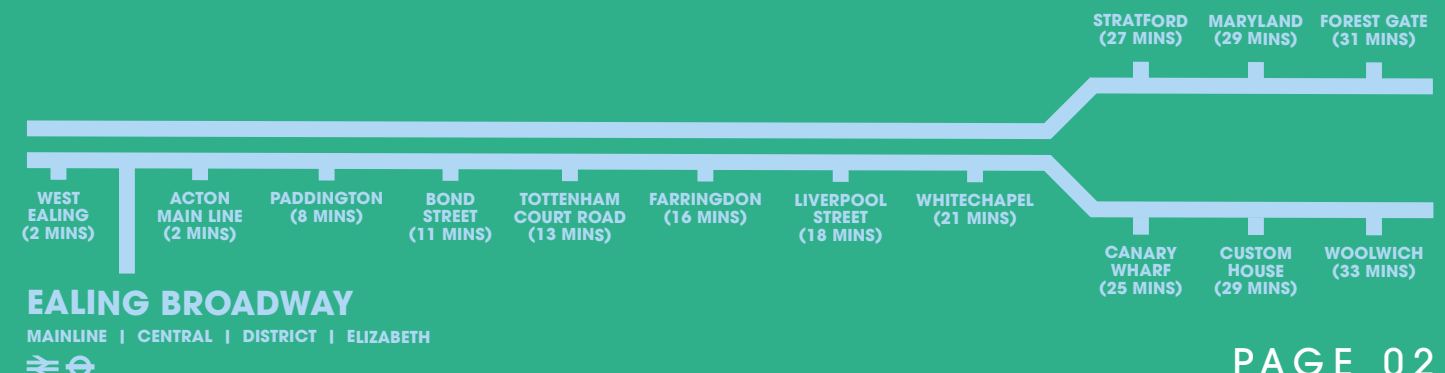 STRATFORD
(27 MINS)
MARYLAND
(29 MINS)
FOREST GATE
(31 MINS)
WEST
EALING
(2 MINS)
ACTON
MAIN LINE
(2 MINS)
PADDINGTON
(8 MINS)
BOND
STREET
(11 MINS)
TOTTENHAM
COURT ROAD
(13 MINS)
FARRINGDON
(16 MINS)
LIVERPOOL
STREET
(18 MINS)
WHITECHAPEL
(21 MINS)
CANARY
WHARF
(25 MINS)
CUSTOM
HOUSE
(29 MINS)
WOOLWICH
(33 MINS)
EALING BROADWAY
MAINLINE | CENTRAL | DISTRICT | ELIZABETH
PAGE 02